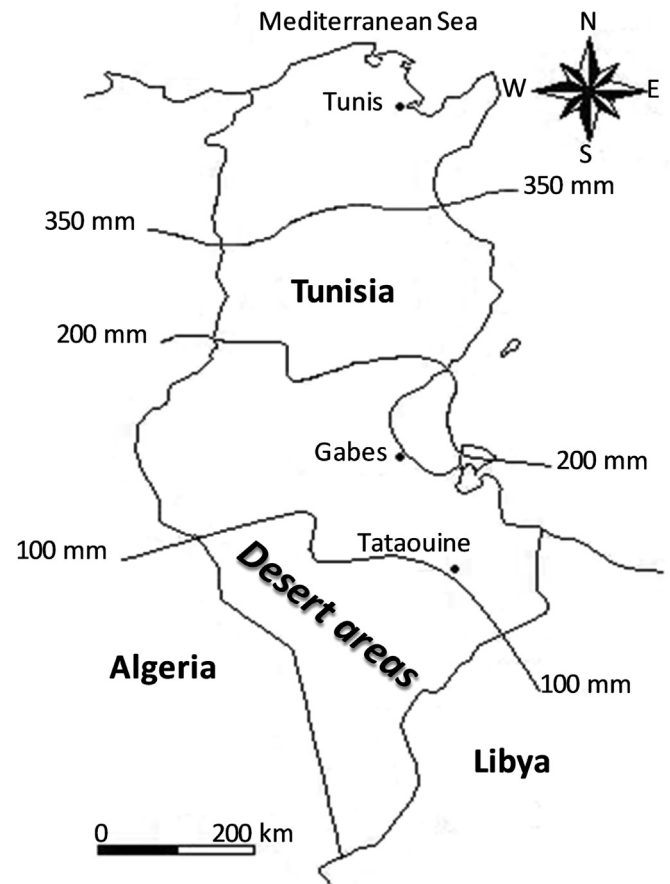 Mediterranean Sea
N
W
E
S
Tunis
350 mm
350 mm
Tunisia
200 mm
Gabes
200 mm
100 mm
Tataouine
Desert areas
Algeria
100 mm
Libya
0
200 km